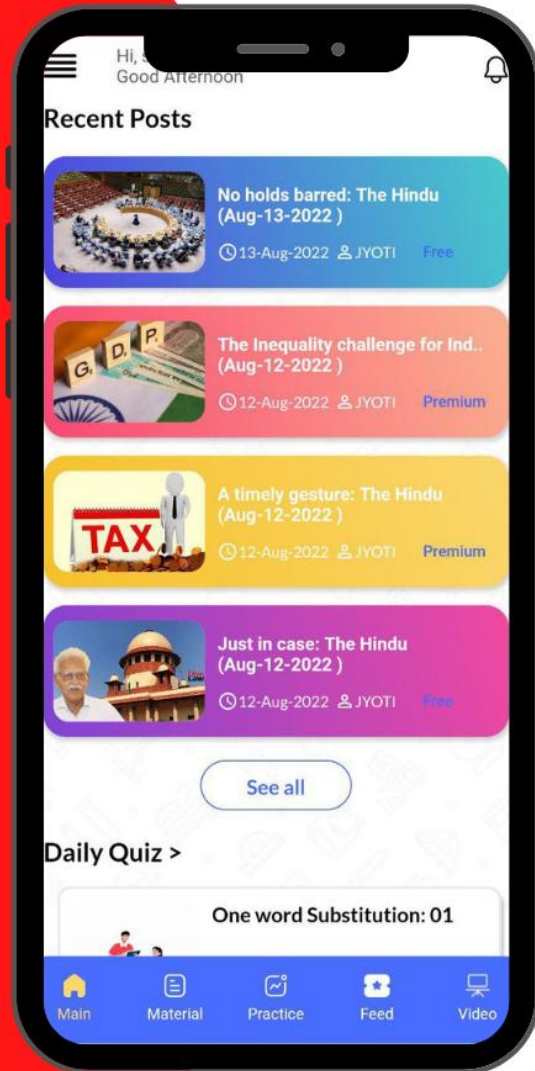 Hi,
Good Afternoon
Recent Posts
No holds barred: The Hindu
(Aug-13-2022 )
13-Aug-2022 JYOTI Free
G D P
The Inequality challenge for Ind..
(Aug-12-2022 )
12-Aug-2022 JYOTI Premium
TAX
A timely gesture: The Hindu
(Aug-12-2022 )
12-Aug-2022 JYOTI Premium
Just in case: The Hindu
(Aug-12-2022 )
12-Aug-2022 JYOTI Free
See all
Daily Quiz >
One word Substitution: 01
Main Material Practice Feed Video